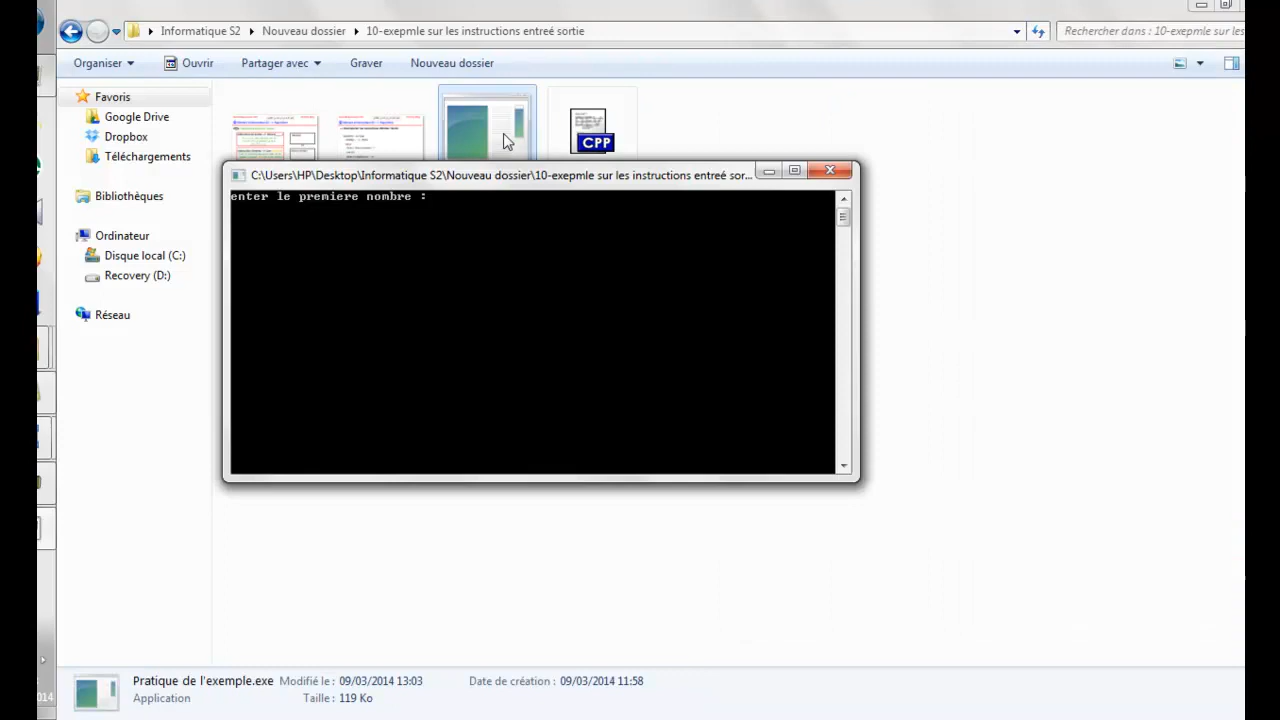 Informatique S2 Nouveau dossier 10-exepmle sur les instructions entreé sortie
Rechercher dans : 10-exepmle sur les
Organiser Ouvrir Partager avec Graver Nouveau dossier
Favoris
Google Drive
Dropbox
Téléchargements
Bibliothèques
Ordinateur
Disque local (C:)
Recovery (D:)
Réseau
DEV
CPP
C:\Users\HP\Desktop\Informatique S2\Nouveau dossier\10-exepmle sur les instructions entreé sor...
enter le premiere nombre :
Pratique de l'exemple.exe Modifié le : 09/03/2014 13:03 Date de création : 09/03/2014 11:58
Application Taille : 119 Ko